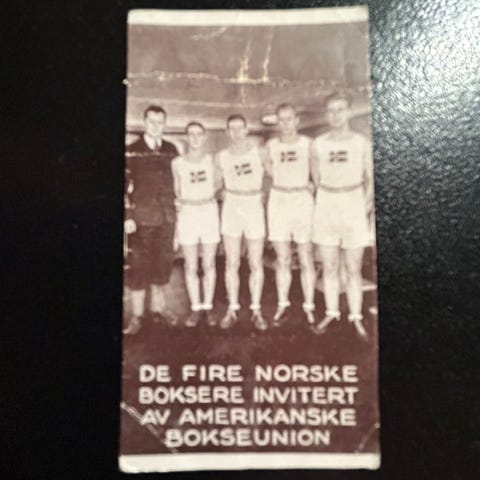 DE FIRE NORSKE
BOKSERE INVITERT
AV AMERIKANSKE
BOKSEUNION